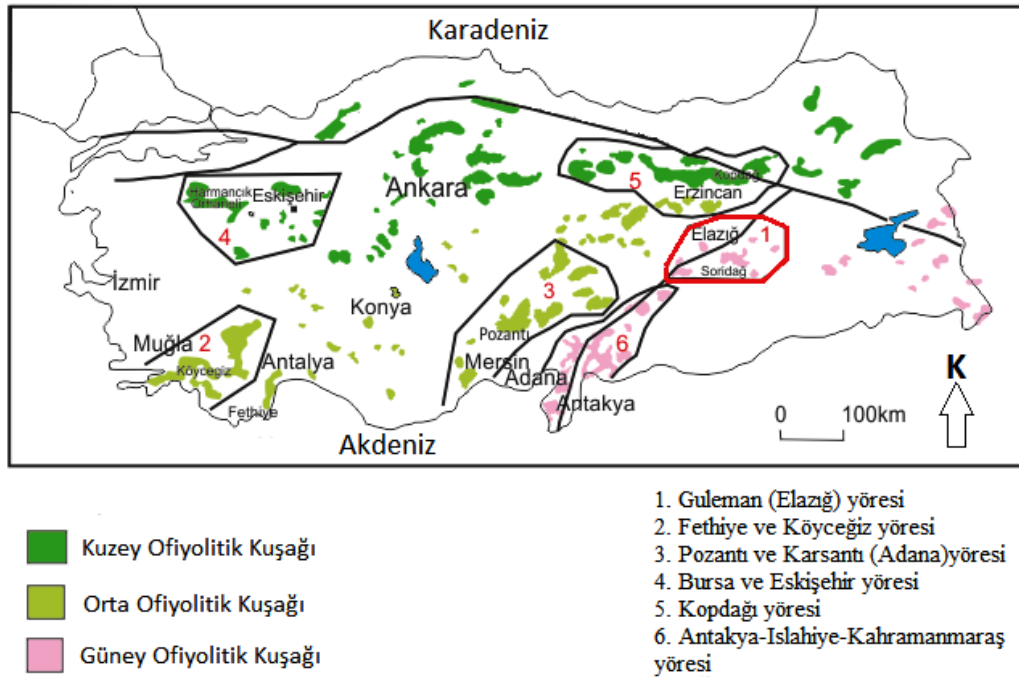 Karadeniz
Harmancık
Orhaneli
Eskişehir
Ankara
Kopdağ
5
Erzincan
4
Elazığ
1
Soridağ
İzmir
Konya
3
Pozantı
Muğla 2
Köycegiz
Antalya
Fethiye
Mersin
Adana
6
Antakya
Akdeniz
K
0 100km
Kuzey Ofiyolitik Kuşağı
Orta Ofiyolitik Kuşağı
Güney Ofiyolitik Kuşağı
1. Guleman (Elazığ) yöresi
2. Fethiye ve Köyceğiz yöresi
3. Pozantı ve Karsantı (Adana)yöresi
4. Bursa ve Eskişehir yöresi
5. Kopdağı yöresi
6. Antakya-Islahiye-Kahramanmaraş
yöresi